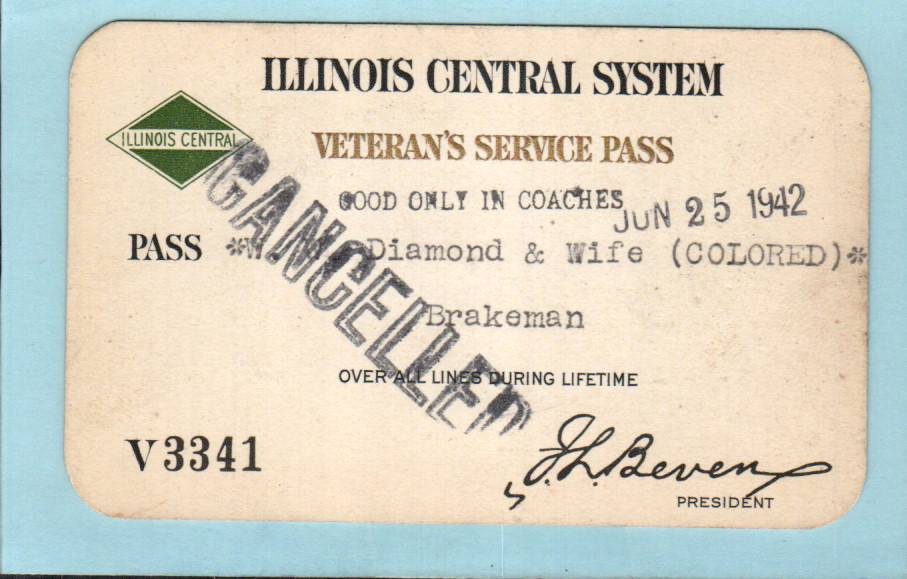 ILLINOIS CENTRAL SYSTEM
ILLINOIS CENTRAL
VETERAN'S SERVICE PASS
GOOD ONLY IN COACHES
JUN 25 1942
PASS *W Diamond & Wife (COLORED)*
CANCELLED
Brakeman
OVER ALL LINES DURING LIFETIME
V3341
J.L. Beven
PRESIDENT